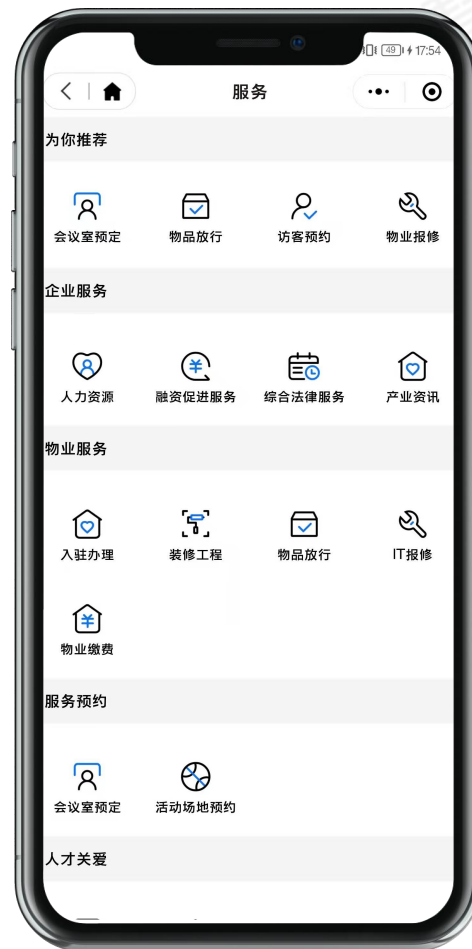 49 17:54
服务
为你推荐
会议室预定 物品放行 访客预约 物业报修
企业服务
人力资源 融资促进服务 综合法律服务 产业资讯
物业服务
入驻办理 装修工程 物品放行 IT报修
物业缴费
服务预约
会议室预定 活动场地预约
人才关爱